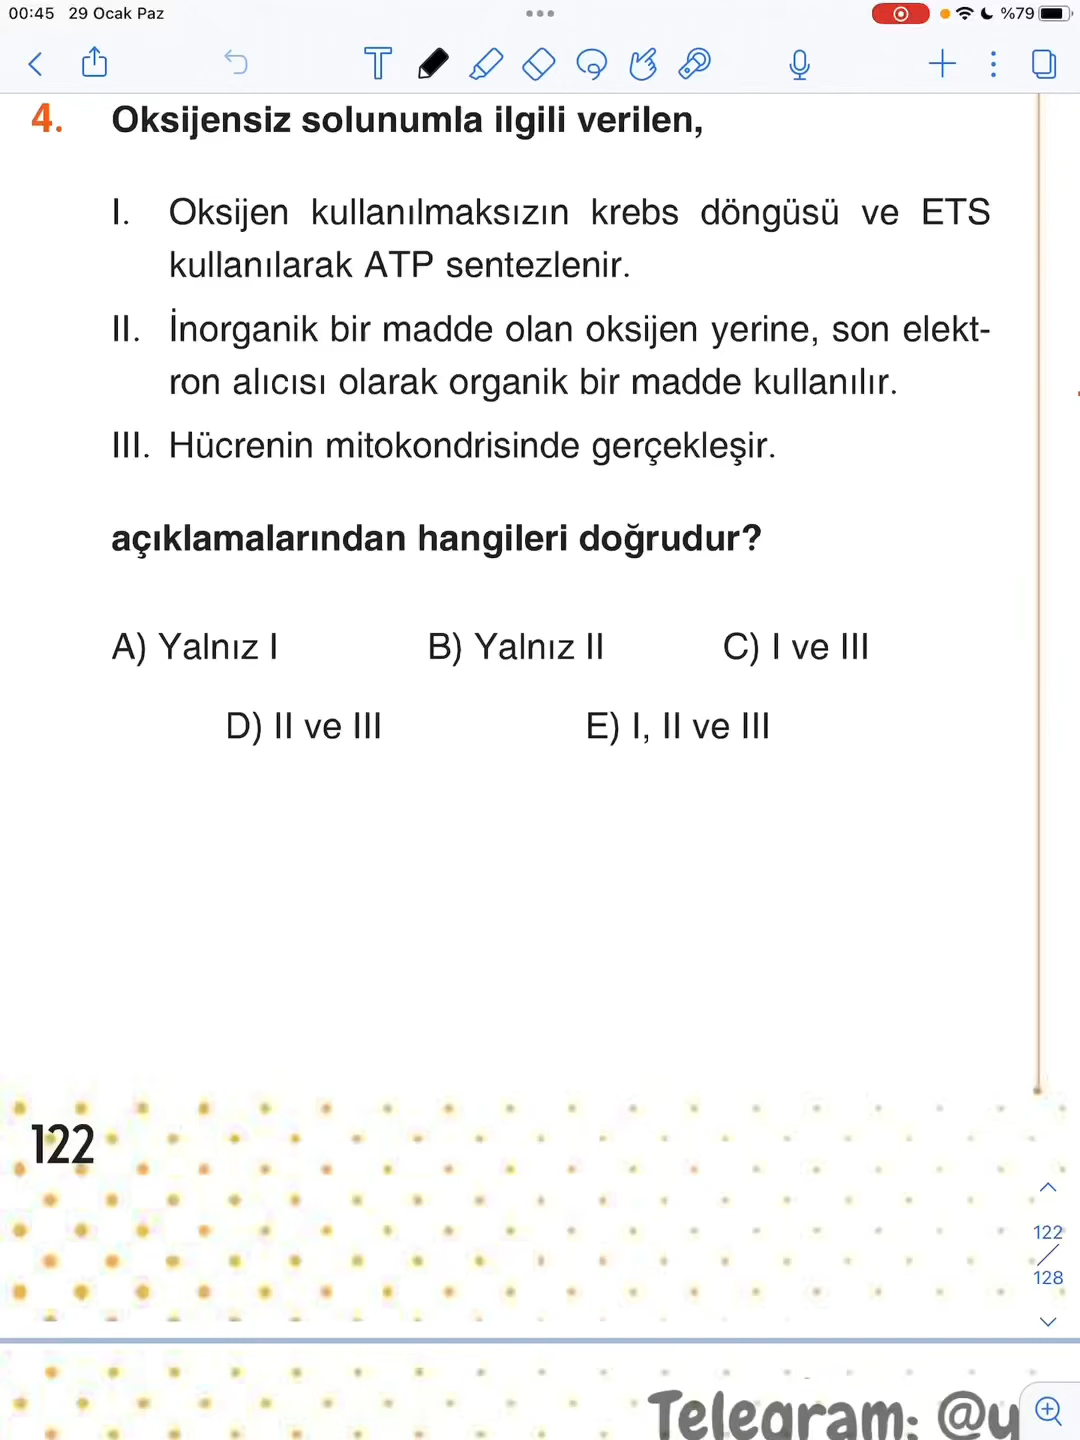 00:45 29 Ocak Paz
%79
4. Oksijensiz solunumla ilgili verilen,
I. Oksijen kullanılmaksızın krebs döngüsü ve ETS
kullanılarak ATP sentezlenir.
II. İnorganik bir madde olan oksijen yerine, son elekt-
ron alıcısı olarak organik bir madde kullanılır.
III. Hücrenin mitokondrisinde gerçekleşir.
açıklamalarından hangileri doğrudur?
A) Yalnız I B) Yalnız II C) I ve III
D) II ve III E) I, II ve III
122
122
/
128
Telegram: @y